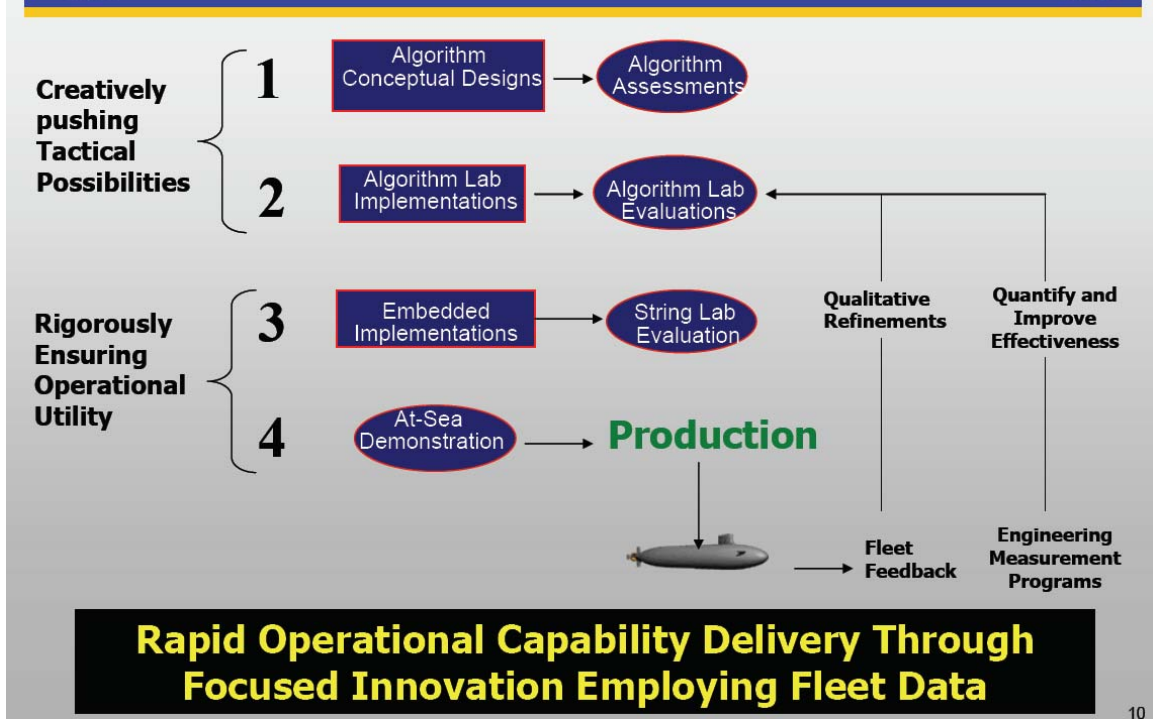 Creatively
pushing
Tactical
Possibilities
1
Algorithm
Conceptual Designs
Algorithm
Assessments
2
Algorithm Lab
Implementations
Algorithm Lab
Evaluations
Rigorously
Ensuring
Operational
Utility
3
Embedded
Implementations
String Lab
Evaluation
4
At-Sea
Demonstration
Production
Qualitative
Refinements
Quantify and
Improve
Effectiveness
Fleet
Feedback
Engineering
Measurement
Programs
Rapid Operational Capability Delivery Through
Focused Innovation Employing Fleet Data
10